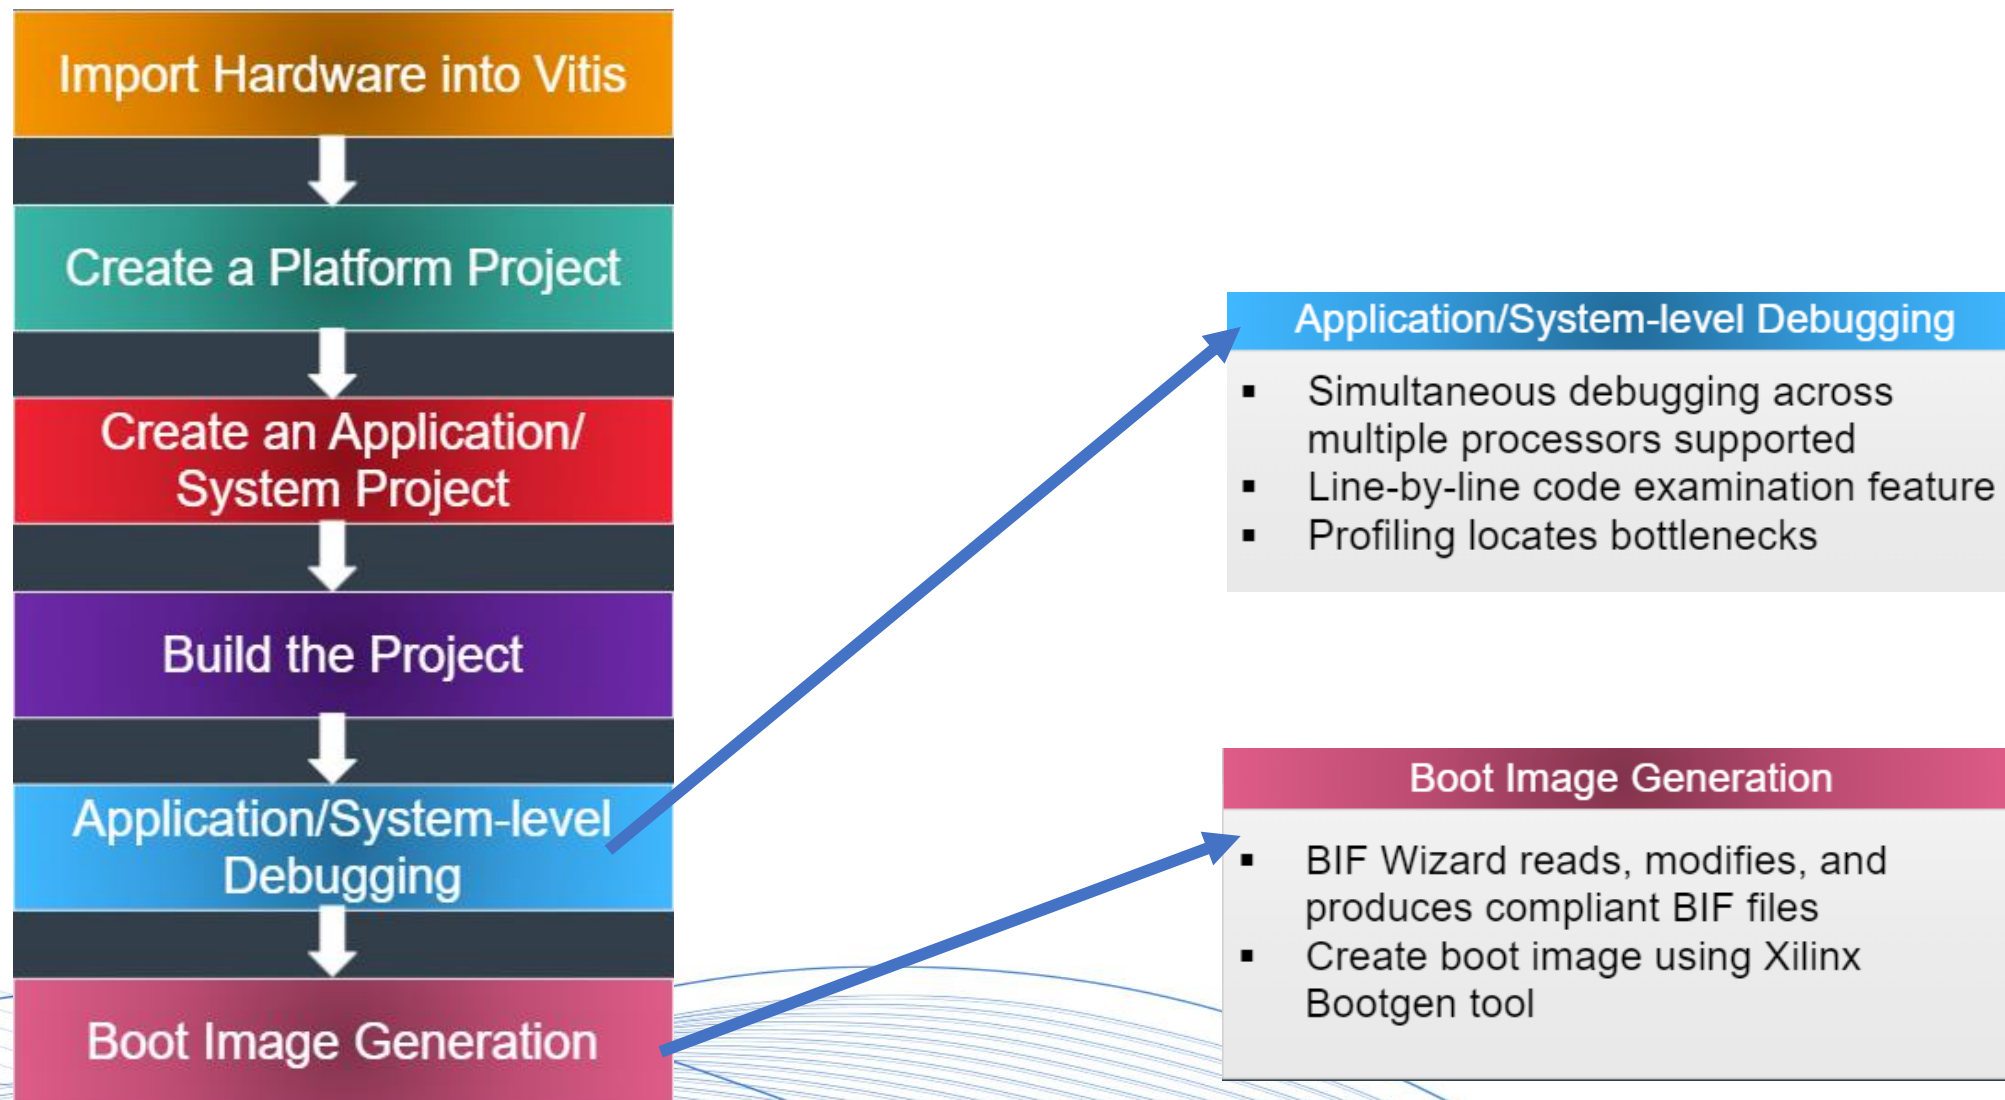 Import Hardware into Vitis
Create a Platform Project
Create an Application/
System Project
Build the Project
Application/System-level
Debugging
Boot Image Generation
Application/System-level Debugging
▪ Simultaneous debugging across
multiple processors supported
▪ Line-by-line code examination feature
▪ Profiling locates bottlenecks
Boot Image Generation
▪ BIF Wizard reads, modifies, and
produces compliant BIF files
▪ Create boot image using Xilinx
Bootgen tool